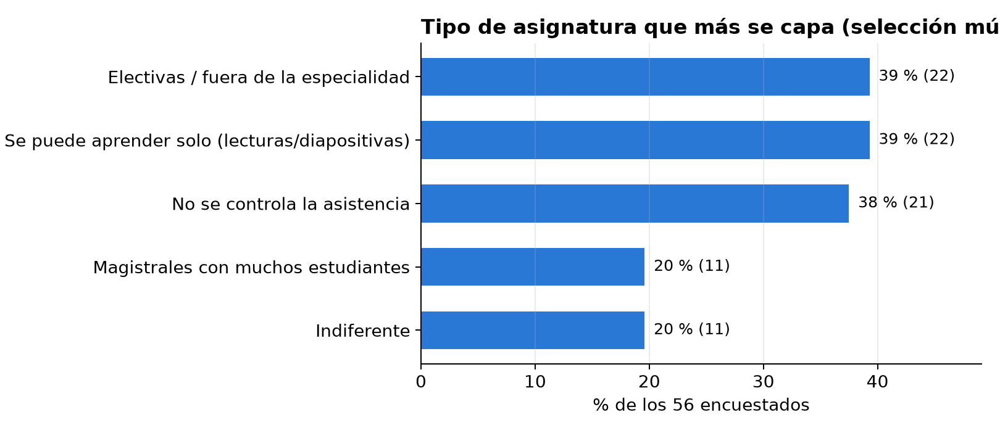 Tipo de asignatura que más se capa (selección mú
Electivas / fuera de la especialidad
39 % (22)
Se puede aprender solo (lecturas/diapositivas)
39 % (22)
No se controla la asistencia
38 % (21)
Magistrales con muchos estudiantes
20 % (11)
Indiferente
20 % (11)
0 10 20 30 40
% de los 56 encuestados